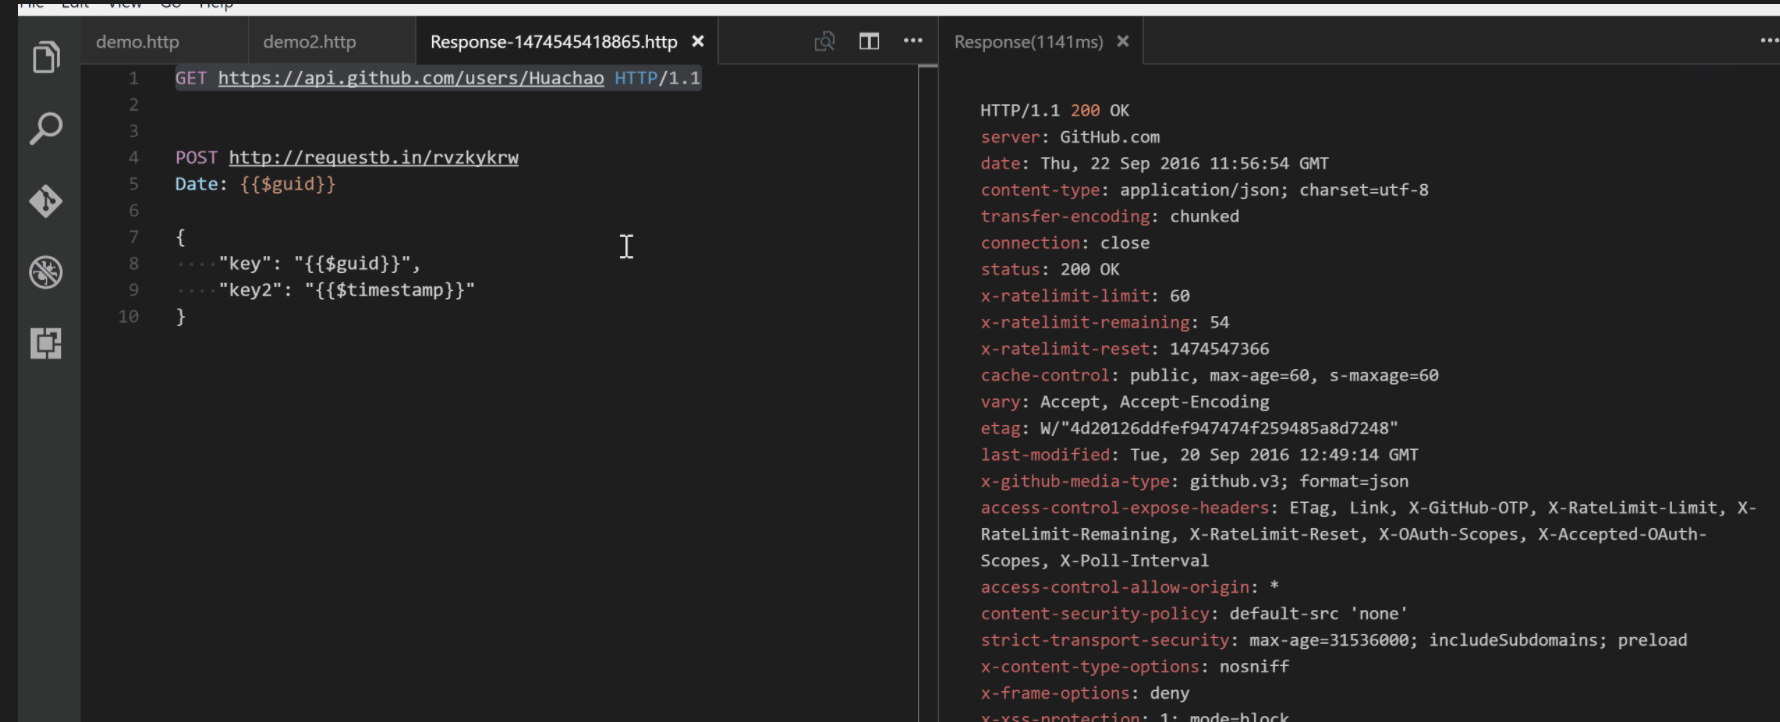 File Edit View Go Help
demo.http demo2.http Response-1474545418865.http Response(1141ms)
1 GET https://api.github.com/users/Huachao HTTP/1.1
2
3
4 POST http://requestb.in/rvzkykrw
5 Date: {{$guid}}
6
7 {
8 ····"key": "{{$guid}}",
9 ····"key2": "{{$timestamp}}"
10 }
HTTP/1.1 200 OK
server: GitHub.com
date: Thu, 22 Sep 2016 11:56:54 GMT
content-type: application/json; charset=utf-8
transfer-encoding: chunked
connection: close
status: 200 OK
x-ratelimit-limit: 60
x-ratelimit-remaining: 54
x-ratelimit-reset: 1474547366
cache-control: public, max-age=60, s-maxage=60
vary: Accept, Accept-Encoding
etag: W/"4d20126ddfef947474f259485a8d7248"
last-modified: Tue, 20 Sep 2016 12:49:14 GMT
x-github-media-type: github.v3; format=json
access-control-expose-headers: ETag, Link, X-GitHub-OTP, X-RateLimit-Limit, X-
RateLimit-Remaining, X-RateLimit-Reset, X-OAuth-Scopes, X-Accepted-OAuth-
Scopes, X-Poll-Interval
access-control-allow-origin: *
content-security-policy: default-src 'none'
strict-transport-security: max-age=31536000; includeSubdomains; preload
x-content-type-options: nosniff
x-frame-options: deny
x-xss-protection: 1; mode=block